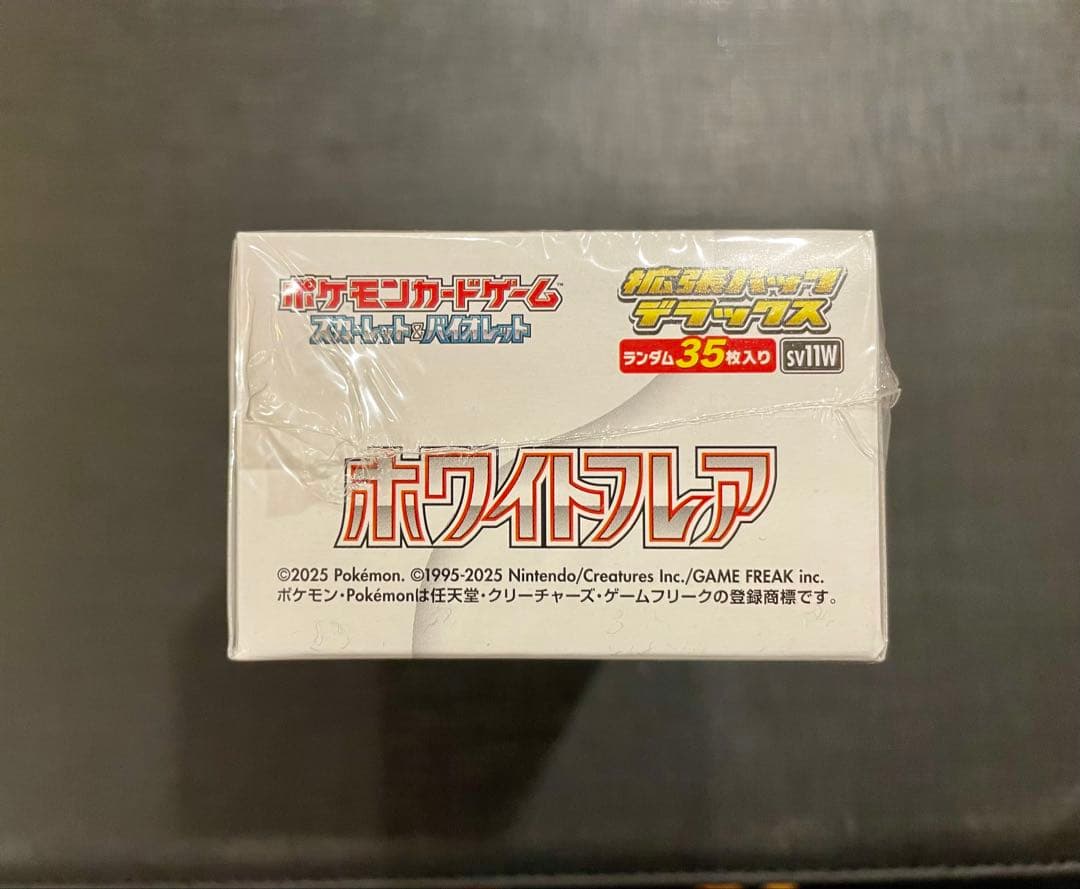 ポケモンカードゲーム™
スカーレット&バイオレット
拡張パック
デラックス
ランダム35枚入り SV11W
ホワイトフレア
©2025 Pokémon. ©1995-2025 Nintendo/Creatures Inc./GAME FREAK inc.
ポケモン・Pokémonは任天堂・クリーチャーズ・ゲームフリークの登録商標です。